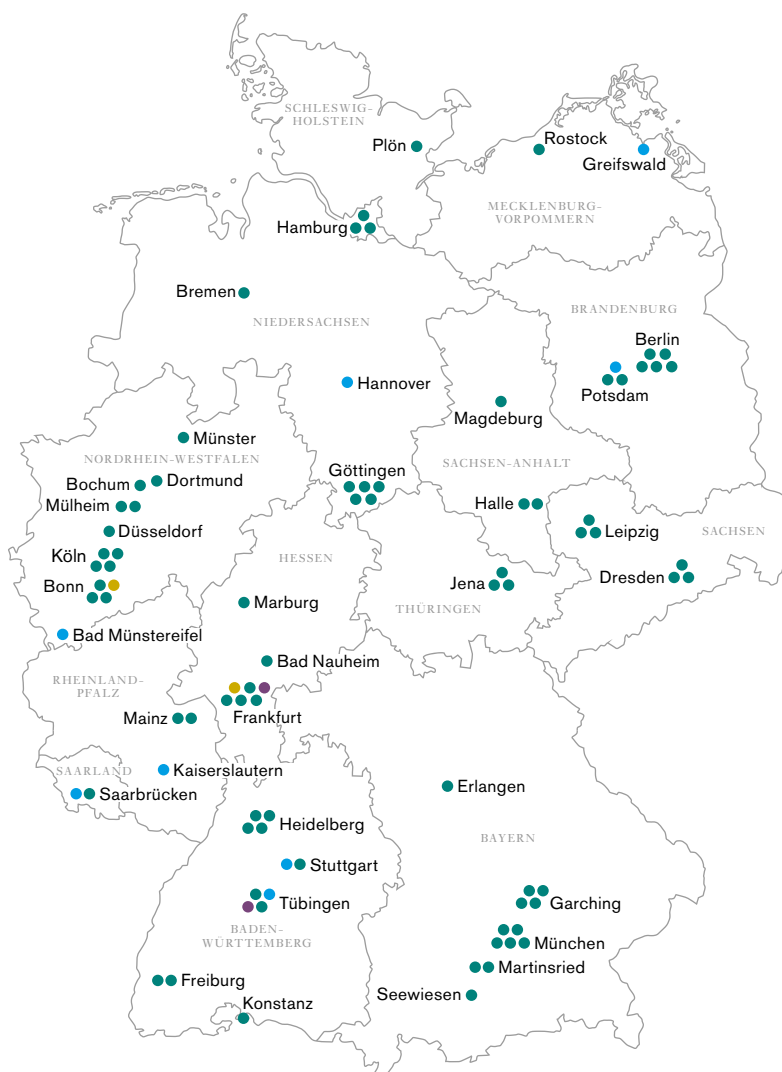 SCHLESWIG-
HOLSTEIN
Plön
Rostock
Greifswald
MECKLENBURG-
VORPOMMERN
Hamburg
Bremen
NIEDERSACHSEN
BRANDENBURG
Berlin
Hannover
Potsdam
Magdeburg
Münster
NORDRHEIN-WESTFALEN
Göttingen
SACHSEN-ANHALT
Dortmund
Bochum
Mülheim
Halle
Düsseldorf
Leipzig
SACHSEN
Köln
HESSEN
Bonn
Jena
Dresden
Marburg
THÜRINGEN
Bad Münstereifel
Bad Nauheim
RHEINLAND-
PFALZ
Mainz
Frankfurt
SAARLAND
Kaiserslautern
Saarbrücken
Erlangen
Heidelberg
BAYERN
Stuttgart
Tübingen
Garching
BADEN-
WÜRTTEMBERG
München
Martinsried
Freiburg
Seewiesen
Konstanz